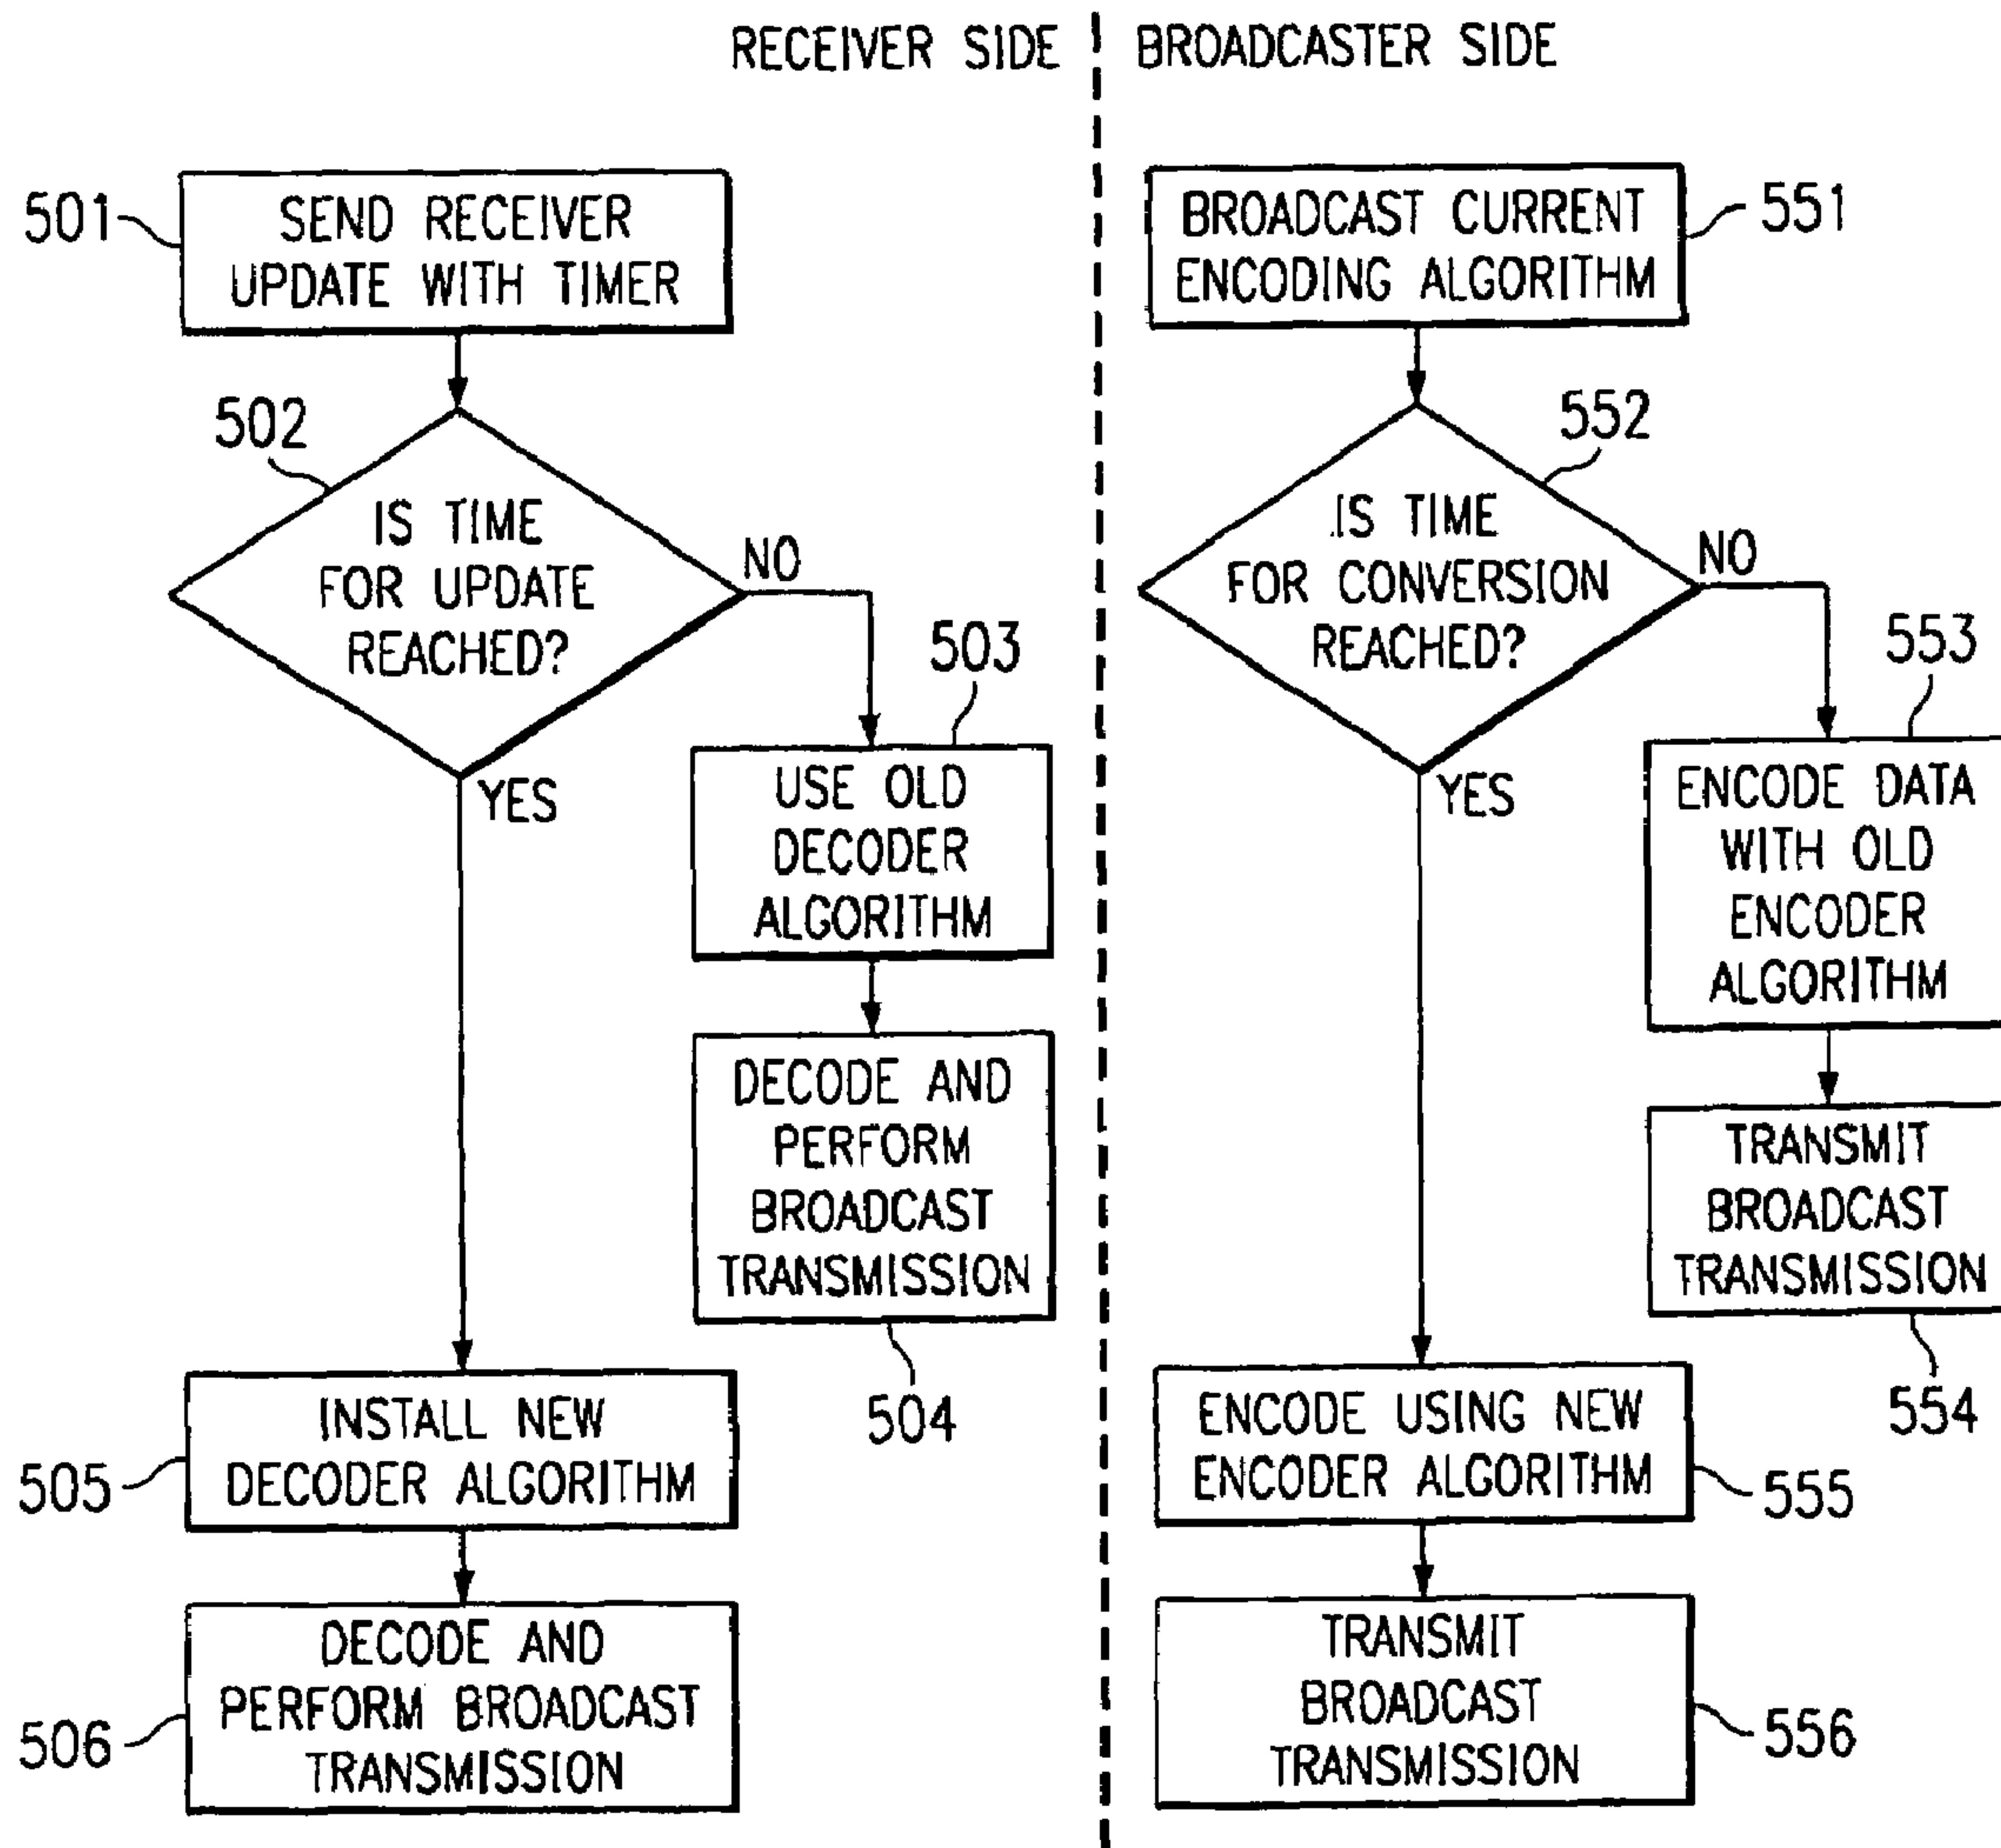 RECEIVER SIDE
BROADCASTER SIDE
501
SEND RECEIVER
UPDATE WITH TIMER
502
IS TIME
FOR UPDATE
REACHED?
NO
YES
503
USE OLD
DECODER
ALGORITHM
DECODE AND
PERFORM
BROADCAST
TRANSMISSION
504
505
INSTALL NEW
DECODER ALGORITHM
506
DECODE AND
PERFORM BROADCAST
TRANSMISSION
BROADCAST CURRENT
ENCODING ALGORITHM
551
552
IS TIME
FOR CONVERSION
REACHED?
NO
YES
553
ENCODE DATA
WITH OLD
ENCODER
ALGORITHM
TRANSMIT
BROADCAST
TRANSMISSION
554
ENCODE USING NEW
ENCODER ALGORITHM
555
TRANSMIT
BROADCAST
TRANSMISSION
556